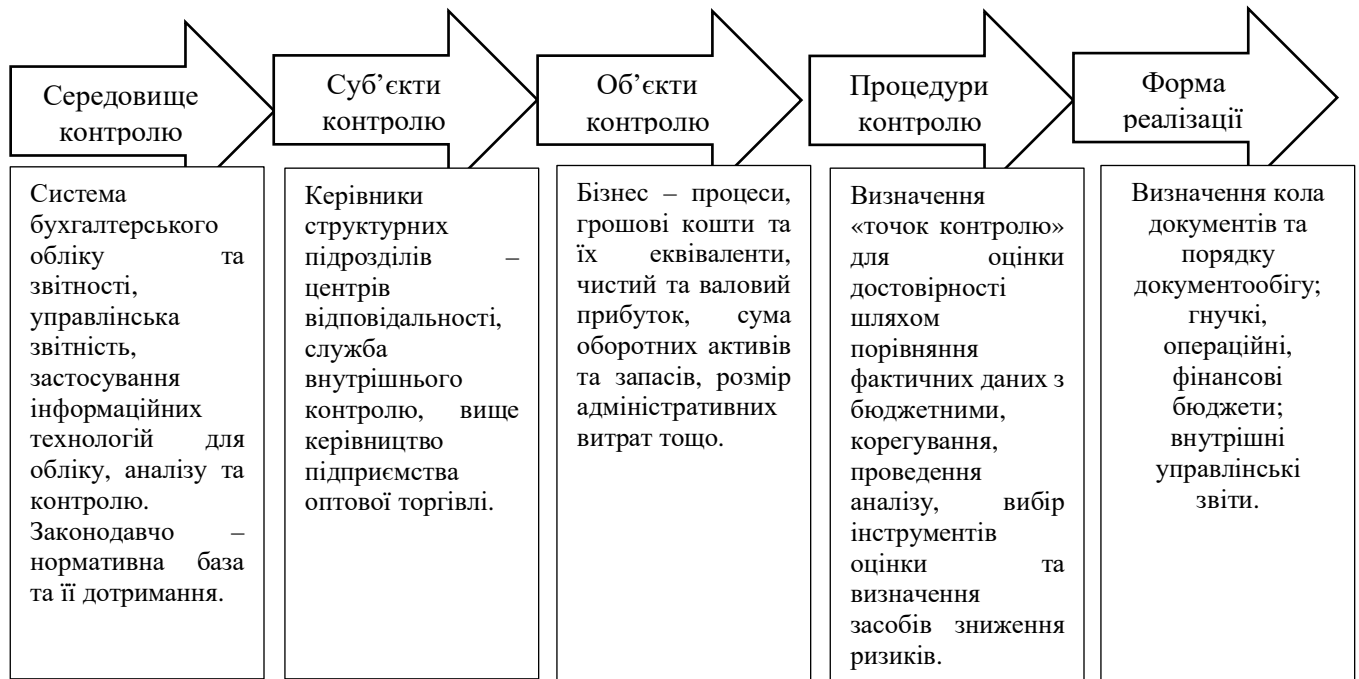 Середовище
контролю
Суб’єкти
контролю
Об’єкти
контролю
Процедури
контролю
Форма
реалізації
Система
бухгалтерського
обліку та
звітності,
управлінська
звітність,
застосування
інформаційних
технологій для
обліку, аналізу та
контролю.
Законодавчо –
нормативна база
та її дотримання.
Керівники
структурних
підрозділів –
центрів
відповідальності,
служба
внутрішнього
контролю, вище
керівництво
підприємства
оптової торгівлі.
Бізнес – процеси,
грошові кошти та
їх еквіваленти,
чистий та валовий
прибуток, сума
оборотних активів
та запасів, розмір
адміністративних
витрат тощо.
Визначення
«точок контролю»
для оцінки
достовірності
шляхом
порівняння
фактичних даних з
бюджетними,
корегування,
проведення
аналізу, вибір
інструментів
оцінки та
визначення
засобів зниження
ризиків.
Визначення кола
документів та
порядку
документообігу;
гнучкі,
операційні,
фінансові
бюджети;
внутрішні
управлінські
звіти.